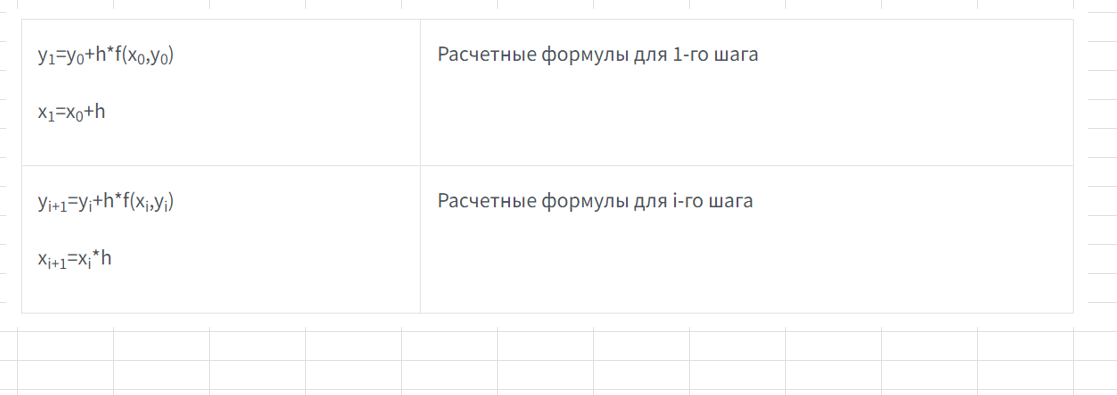 y₁=y₀+h*f(x₀,y₀)
Расчетные формулы для 1-го шага
x₁=x₀+h
yᵢ₊₁=yᵢ+h*f(xᵢ,yᵢ)
Расчетные формулы для i-го шага
xᵢ₊₁=xᵢ*h